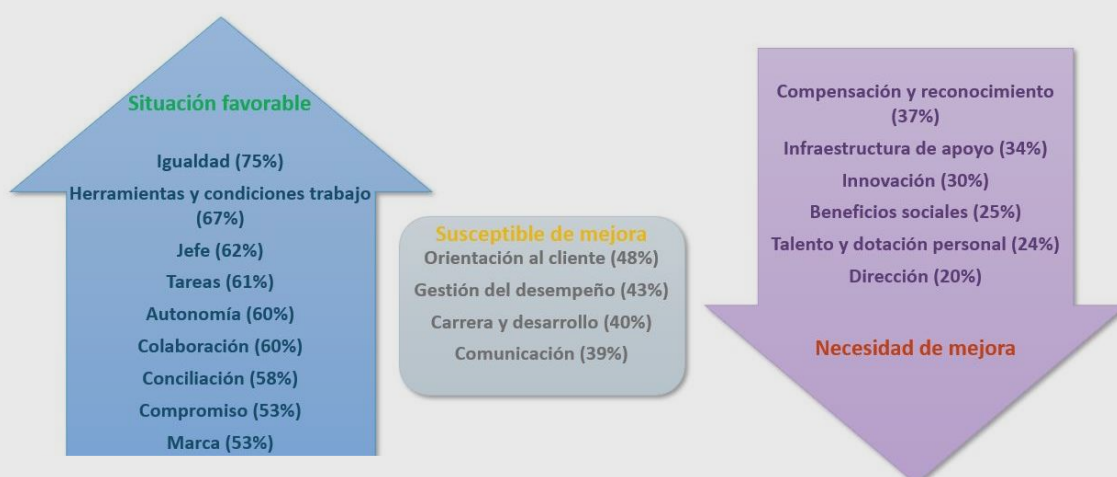 Situación favorable
Igualdad (75%)
Herramientas y condiciones trabajo
(67%)
Jefe (62%)
Tareas (61%)
Autonomía (60%)
Colaboración (60%)
Conciliación (58%)
Compromiso (53%)
Marca (53%)
Susceptible de mejora
Orientación al cliente (48%)
Gestión del desempeño (43%)
Carrera y desarrollo (40%)
Comunicación (39%)
Compensación y reconocimiento
(37%)
Infraestructura de apoyo (34%)
Innovación (30%)
Beneficios sociales (25%)
Talento y dotación personal (24%)
Dirección (20%)
Necesidad de mejora